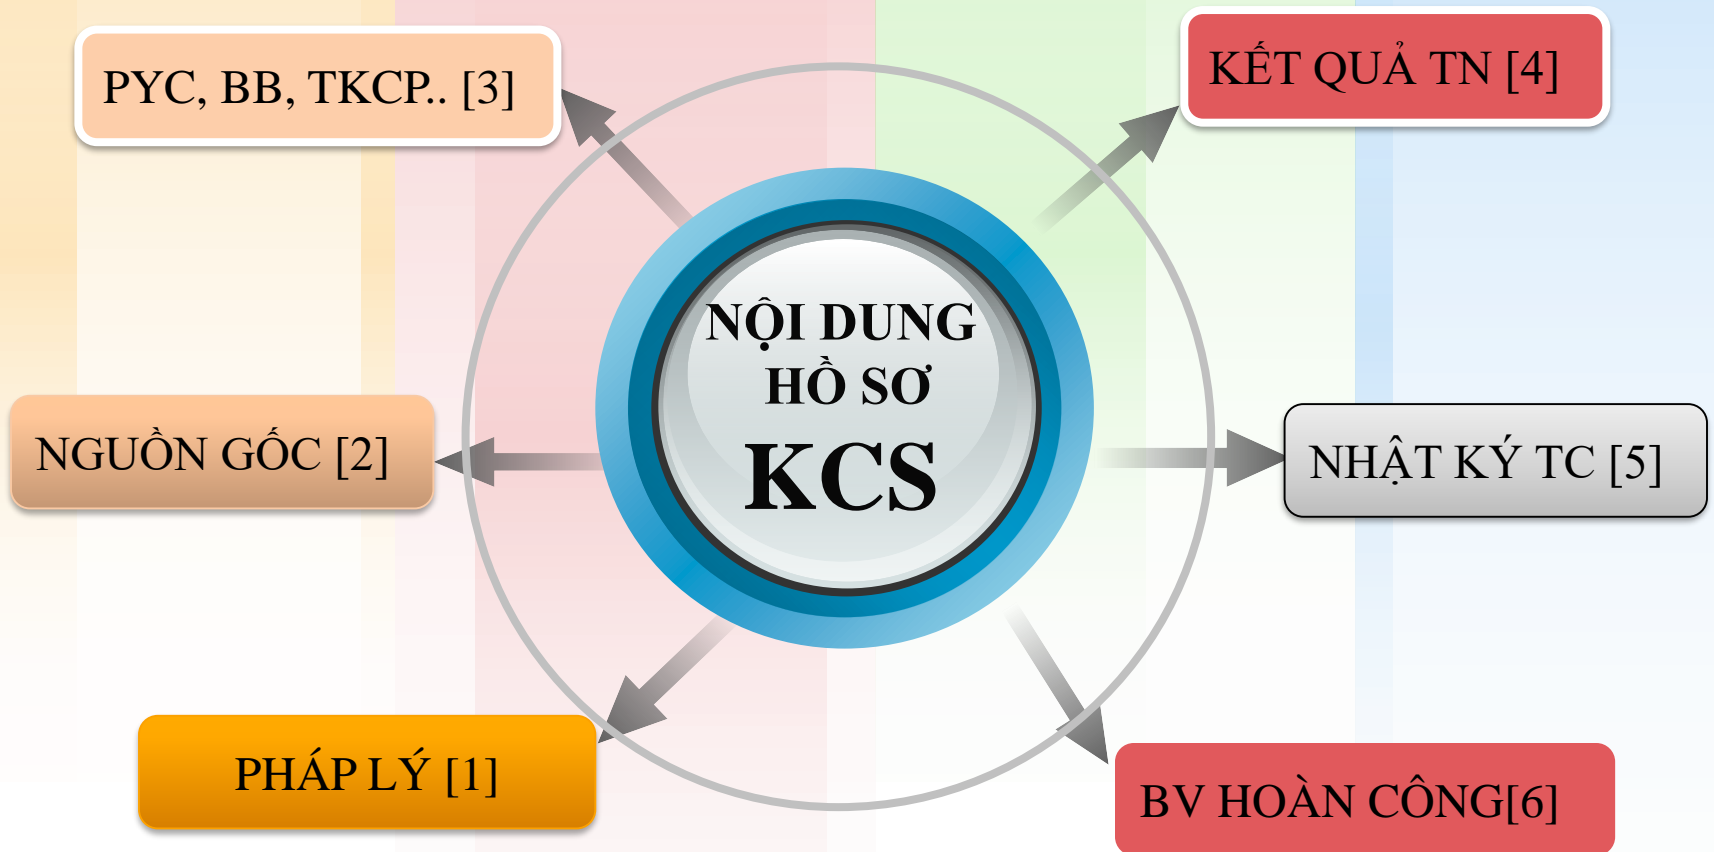 PYC, BB, TKCP.. [3]
KẾT QUẢ TN [4]
NỘI DUNG
HỒ SƠ
KCS
NGUỒN GỐC [2]
NHẬT KÝ TC [5]
PHÁP LÝ [1]
BV HOÀN CÔNG[6]